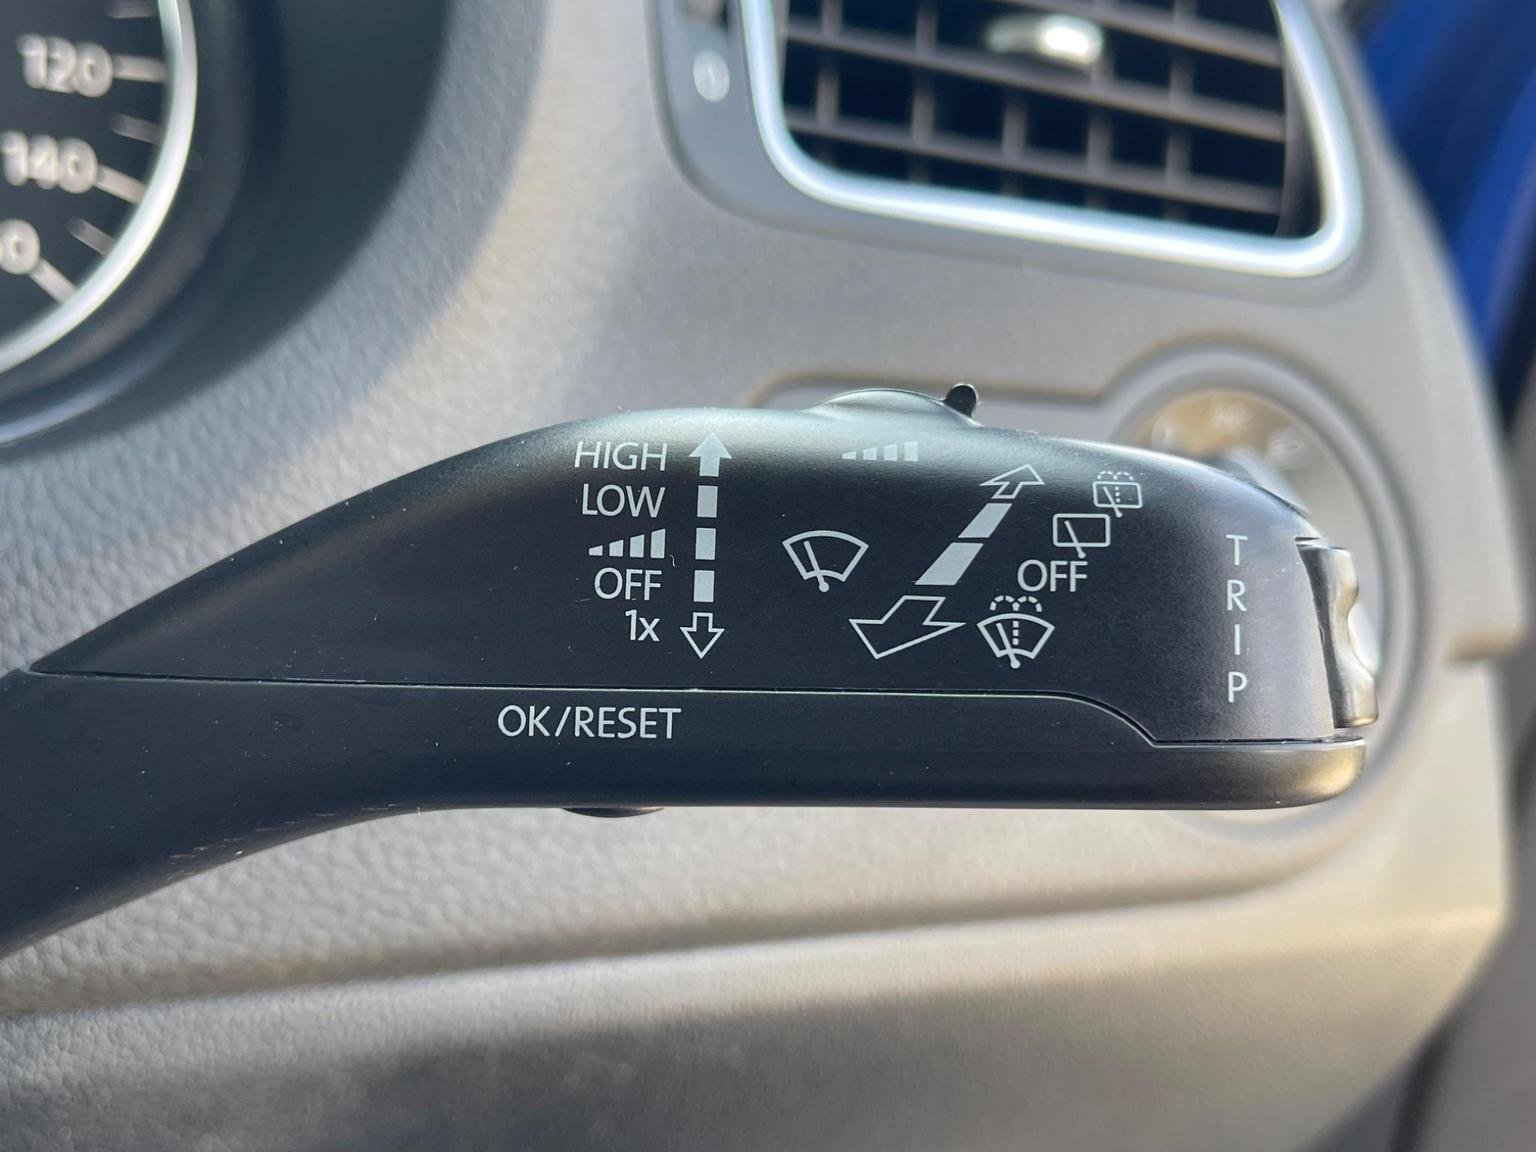 120
140
HIGH
LOW
OFF
1x
OFF
TRIP
OK/RESET